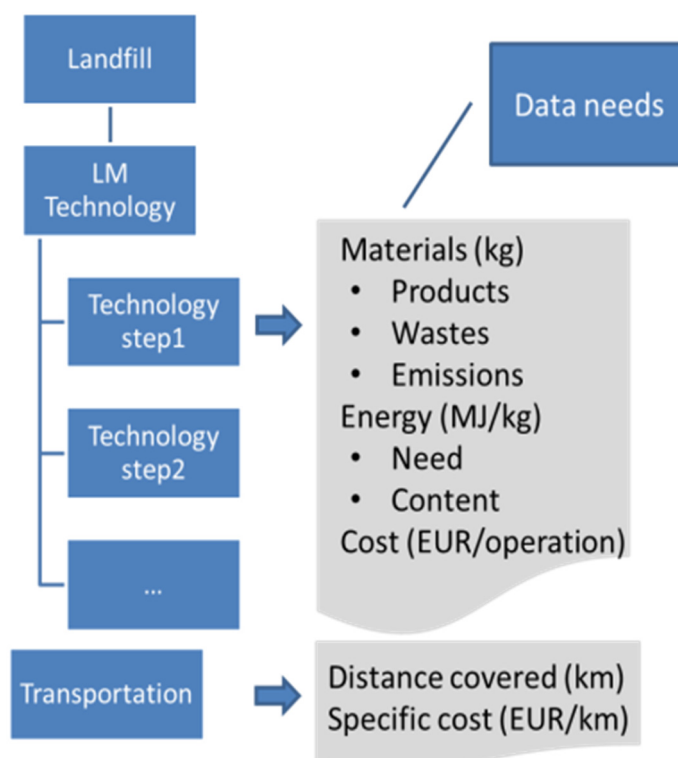 Landfill
Data needs
LM
Technology
Materials (kg)
• Products
• Wastes
• Emissions
Energy (MJ/kg)
• Need
• Content
Cost (EUR/operation)
Technology
step1
Technology
step2
...
Transportation
Distance covered (km)
Specific cost (EUR/km)